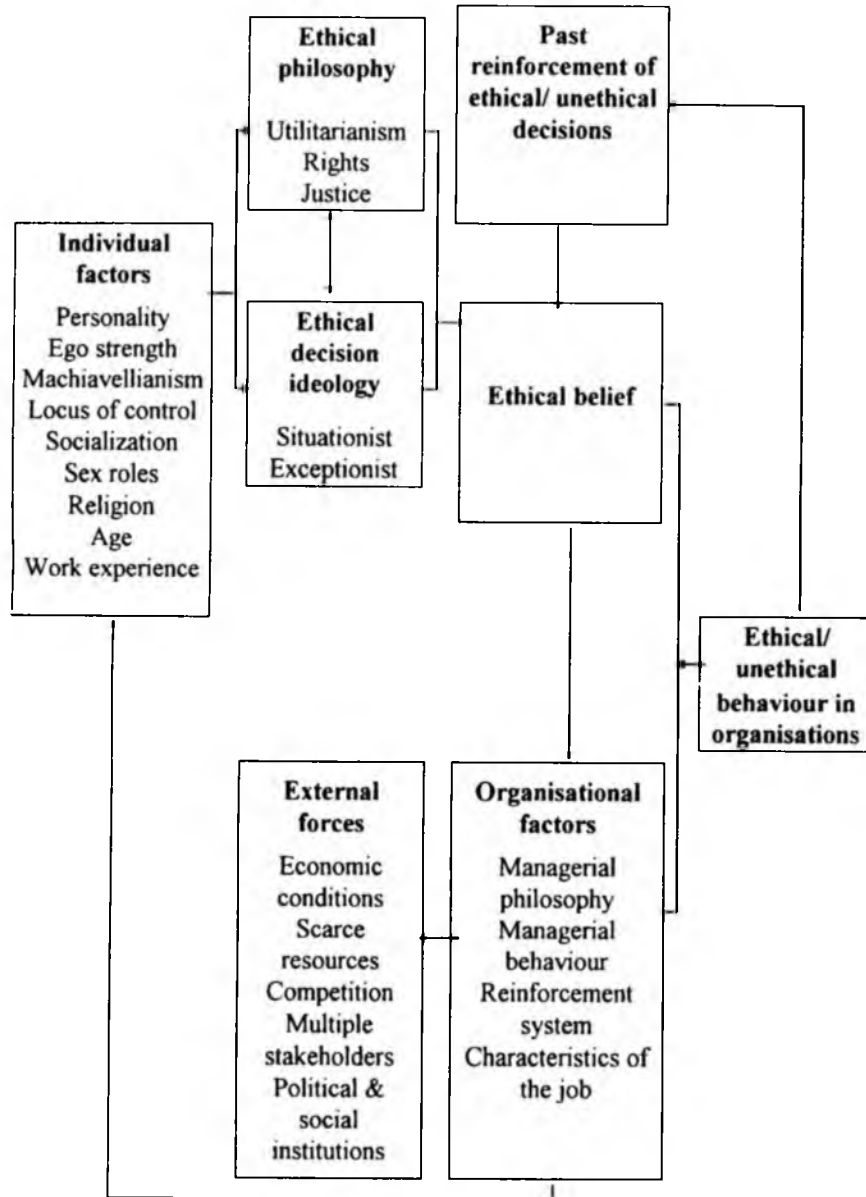 Ethical
philosophy
Utilitarianism
Rights
Justice
Past
reinforcement of
ethical/ unethical
decisions
Individual
factors
Personality
Ego strength
Machiavellianism
Locus of control
Socialization
Sex roles
Religion
Age
Work experience
Ethical
decision
ideology
Situationist
Exceptionist
Ethical belief
Ethical/
unethical
behaviour in
organisations
External
forces
Economic
conditions
Scarce
resources
Competition
Multiple
stakeholders
Political &
social
institutions
Organisational
factors
Managerial
philosophy
Managerial
behaviour
Reinforcement
system
Characteristics of
the job